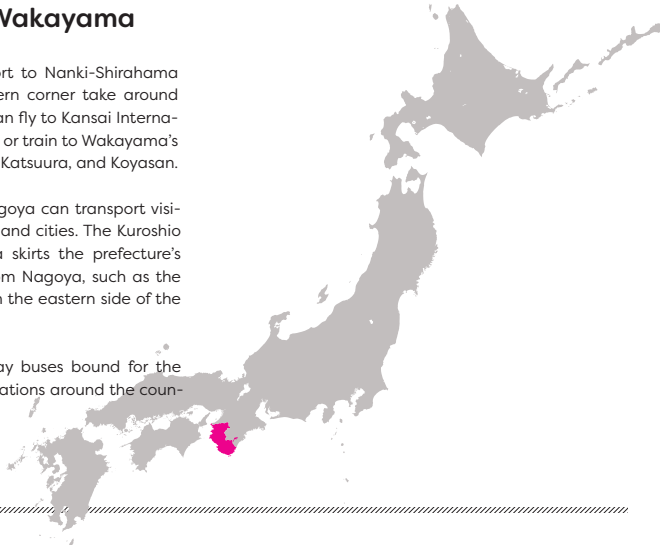 Wakayama
rt to Nanki-Shirahama
ern corner take around
an fly to Kansai Interna-
or train to Wakayama's
Katsuura, and Koyasan.
goya can transport visi-
and cities. The Kuroshio
a skirts the prefecture's
om Nagoya, such as the
n the eastern side of the
ay buses bound for the
ations around the coun-